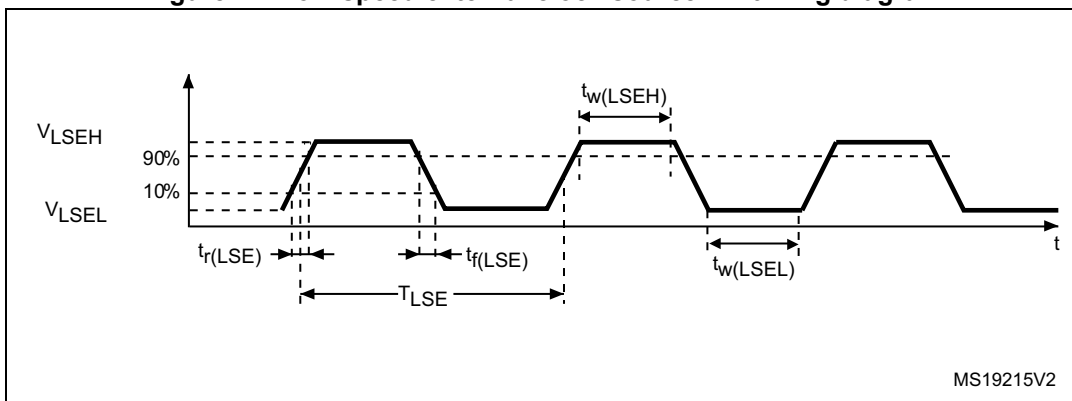 tw(LSEH)
VLSEH
90%
10%
VLSEL
tr(LSE)
tf(LSE)
TLSE
tw(LSEL)
t
MS19215V2